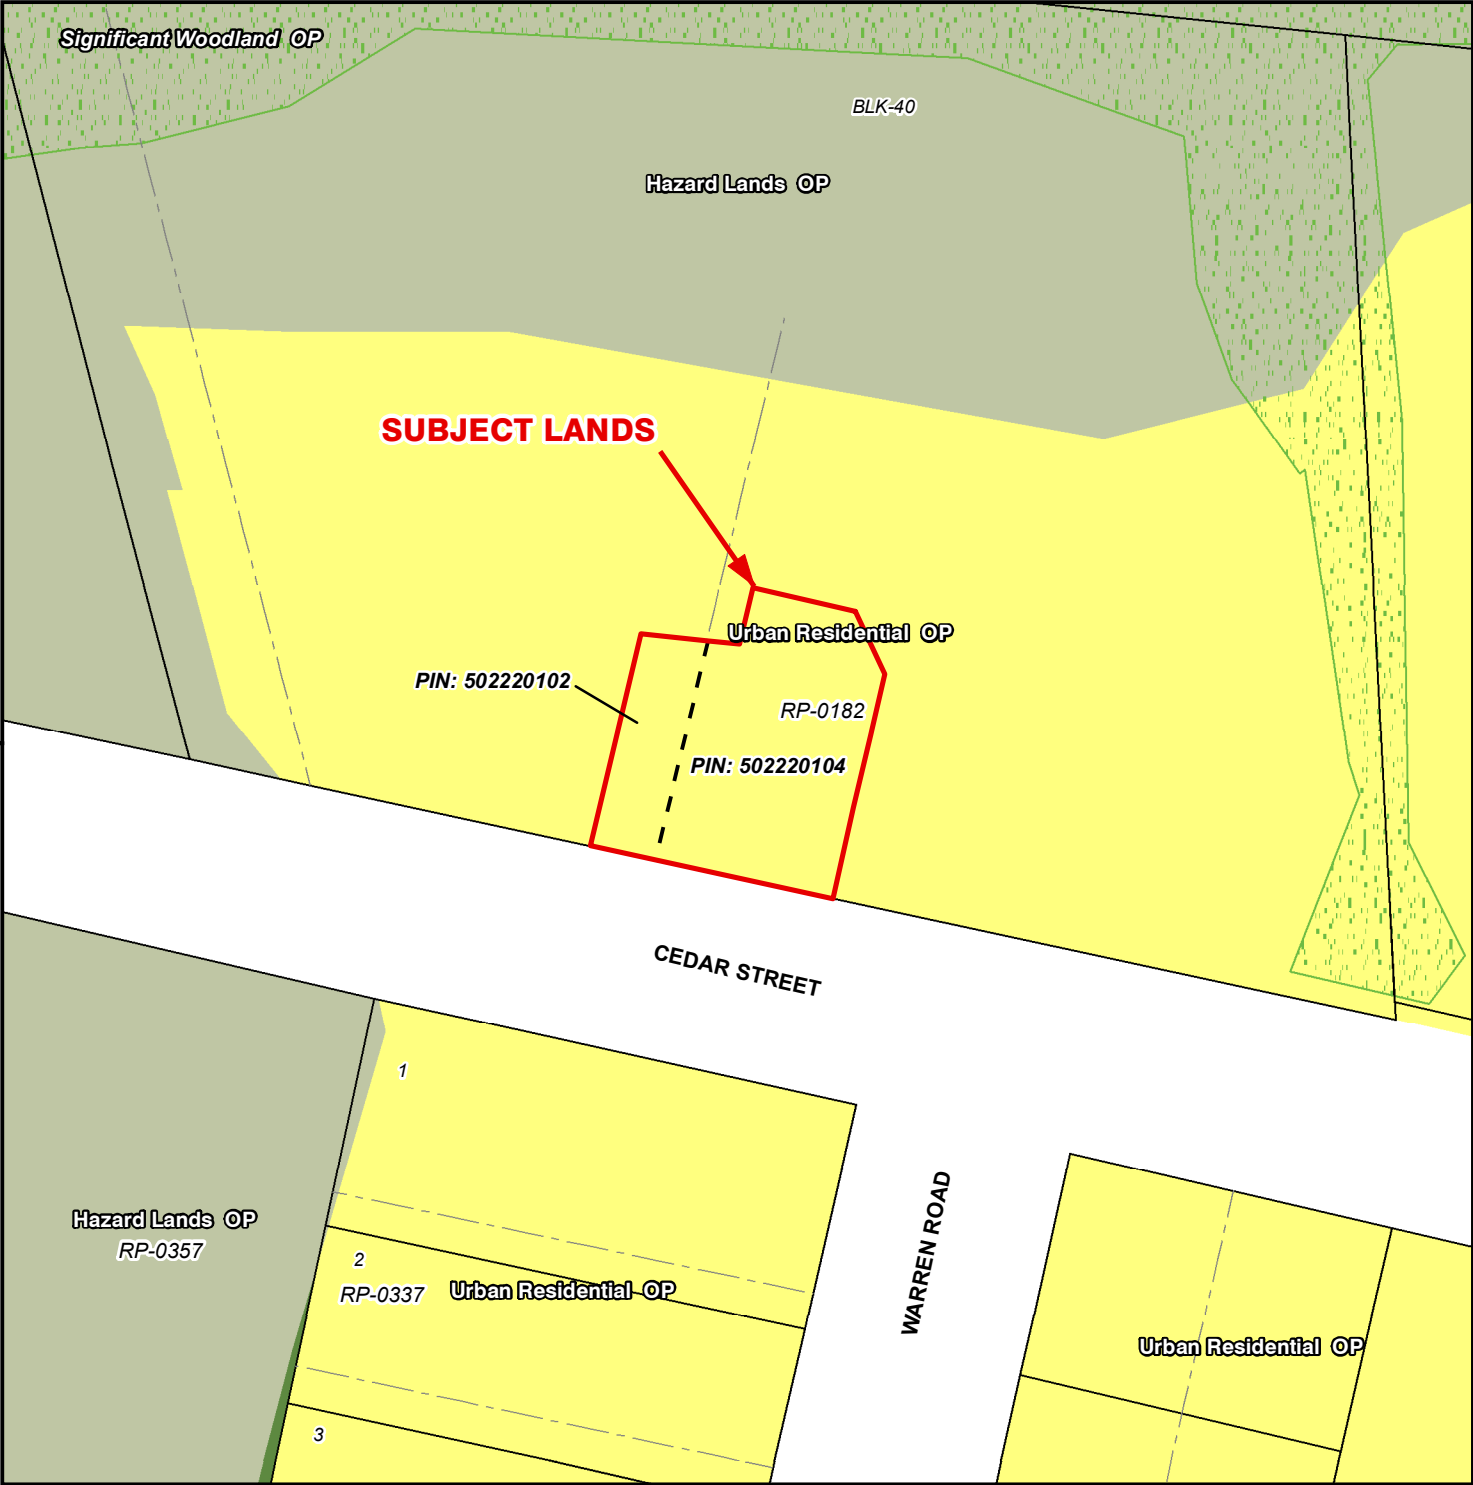 Significant Woodland OP
BLK-40
Hazard Lands OP
SUBJECT LANDS
Urban Residential OP
PIN: 502220102
RP-0182
PIN: 502220104
CEDAR STREET
1
WARREN ROAD
Hazard Lands OP
RP-0357
2
RP-0337
Urban Residential OP
Urban Residential OP
3